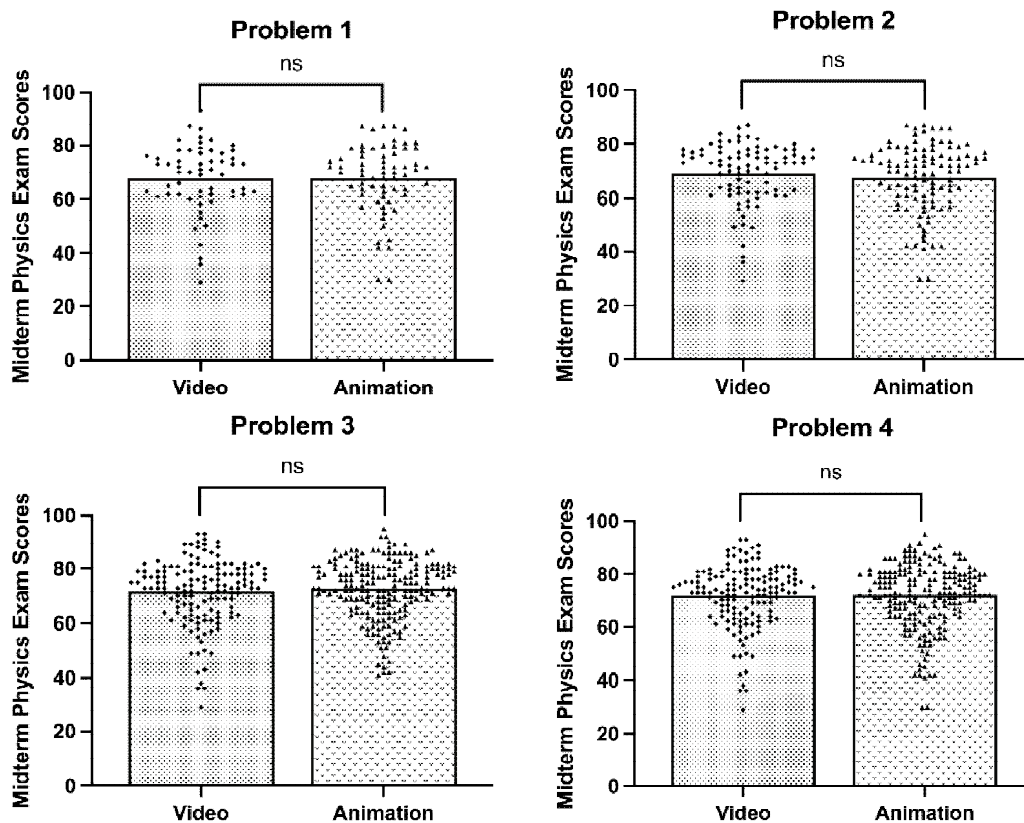 Problem 1
ns
Midterm Physics Exam Scores
100
80
60
40
20
0
Video Animation
Problem 2
ns
Midterm Physics Exam Scores
100
80
60
40
20
0
Video Animation
Problem 3
ns
Midterm Physics Exam Scores
100
80
60
40
20
0
Video Animation
Problem 4
ns
Midterm Physics Exam Scores
100
80
60
40
20
0
Video Animation